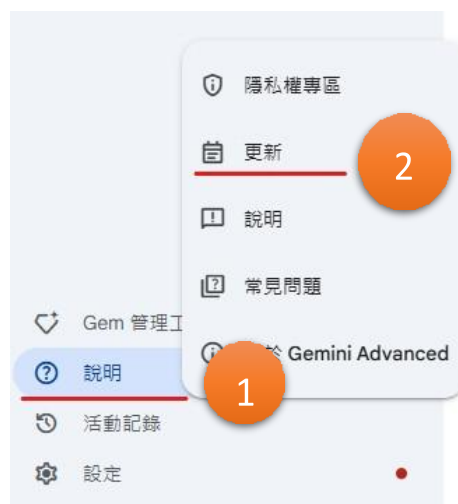 隱私權專區
更新
2
說明
常見問題
Gem 管理工
於 Gemini Advanced
說明
1
活動記錄
設定